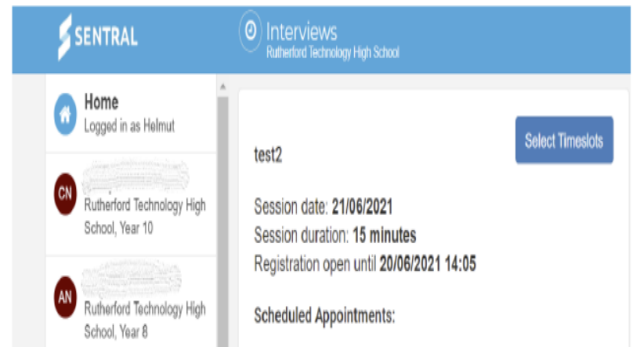 SENTRAL
Interviews
Rutherford Technology High School
Home
Logged in as Helmut
CN
Rutherford Technology High
School, Year 10
AN
Rutherford Technology High
School, Year 8
Select Timeslots
test2
Session date: 21/06/2021
Session duration: 15 minutes
Registration open until 20/06/2021 14:05
Scheduled Appointments: